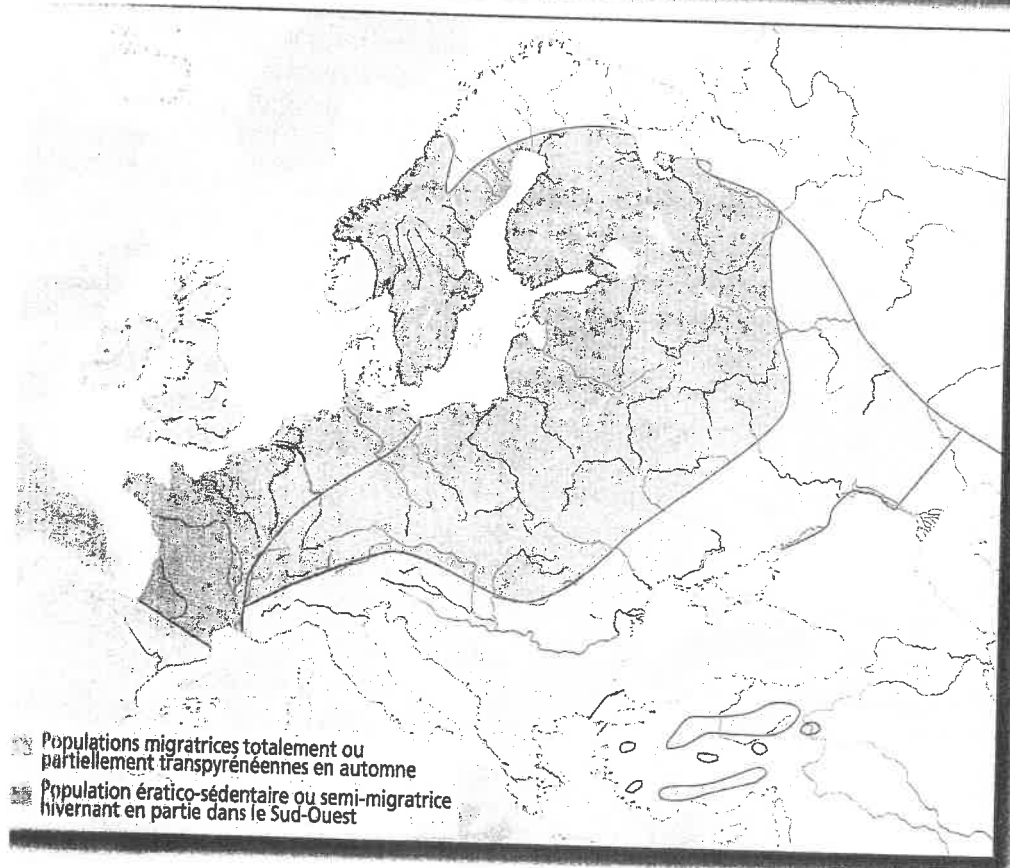 Populations migratrices totalement ou
partiellement transpyrénéennes en automne
Population ératico-sédentaire ou semi-migratrice
hivernant en partie dans le Sud-Ouest